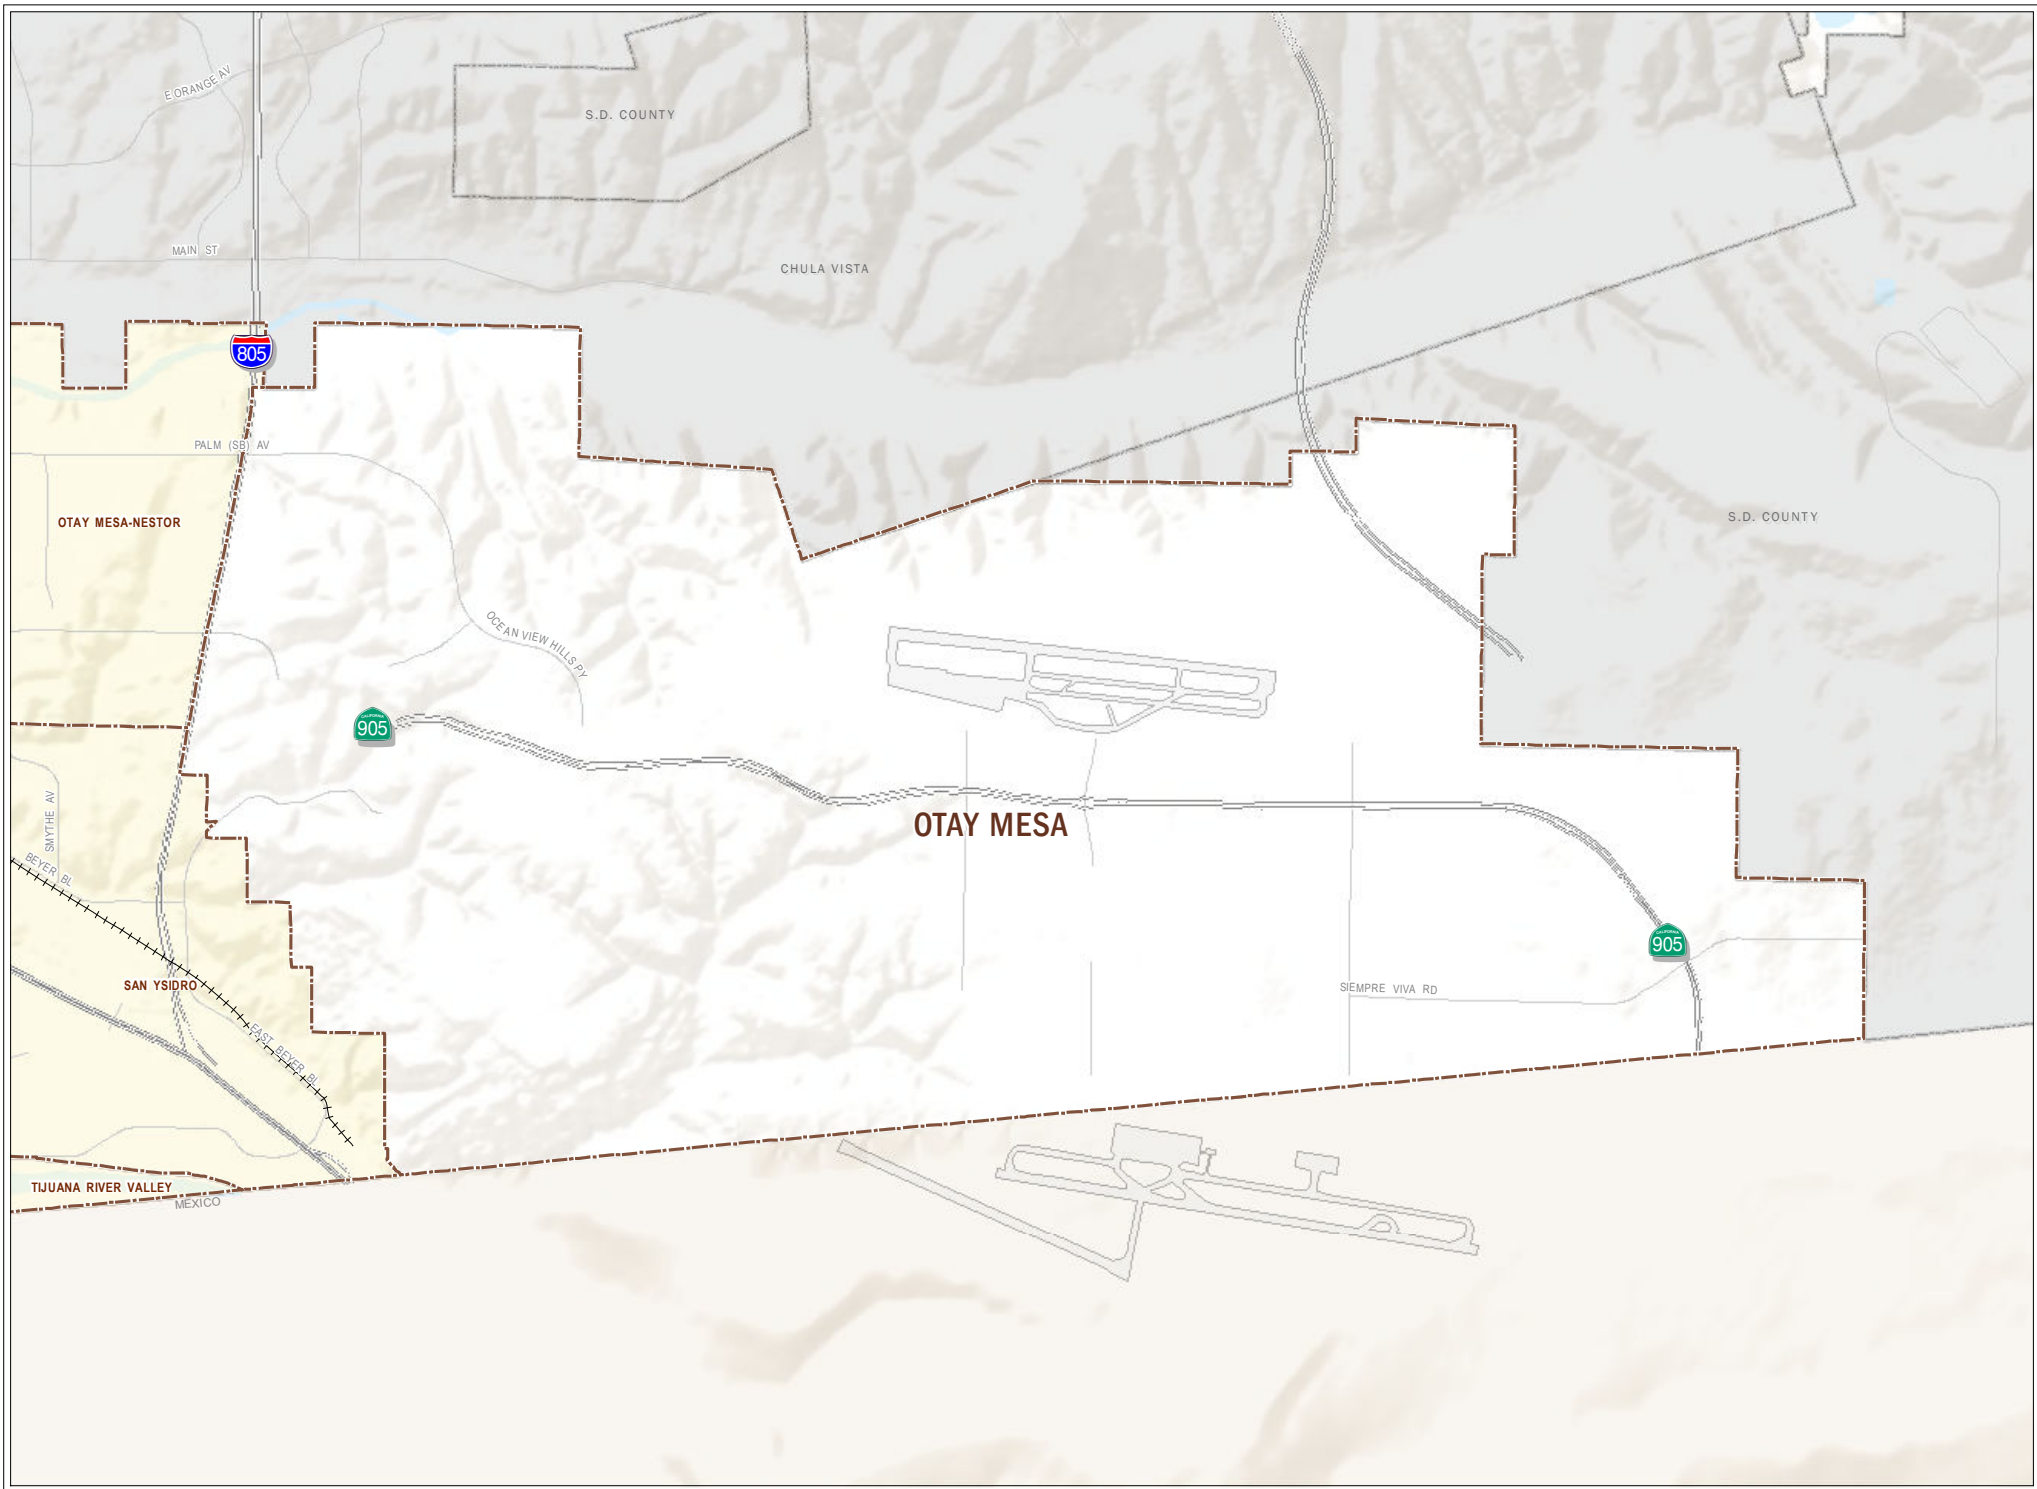 E ORANGE AV
S.D. COUNTY
MAIN ST
CHULA VISTA
805
PALM (SB) AV
OTAY MESA-NESTOR
S.D. COUNTY
OCEAN VIEW HILLS PY
CALIFORNIA
905
SMYTHE AV
OTAY MESA
BEYER BL
CALIFORNIA
905
SAN YSIDRO
SIEMPRE VIVA RD
EAST BEYER BL
TIJUANA RIVER VALLEY
MEXICO